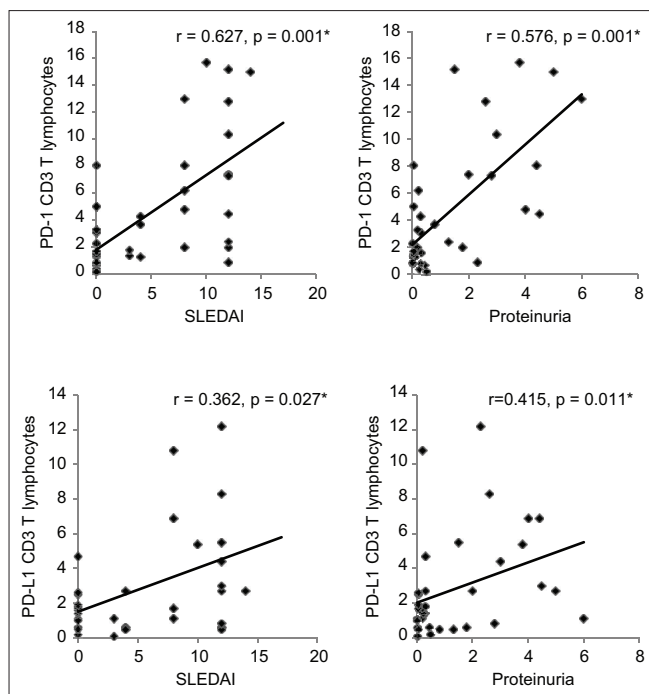 r = 0.627, p = 0.001*
PD-1 CD3 T lymphocytes
18
16
14
12
10
8
6
4
2
0
0 5 10 15 20
SLEDAI
r = 0.576, p = 0.001*
PD-1 CD3 T lymphocytes
18
16
14
12
10
8
6
4
2
0
0 2 4 6 8
Proteinuria
r = 0.362, p = 0.027*
PD-L1 CD3 T lymphocytes
14
12
10
8
6
4
2
0
0 5 10 15 20
SLEDAI
r=0.415, p = 0.011*
PD-L1 CD3 T lymphocytes
14
12
10
8
6
4
2
0
0 2 4 6 8
Proteinuria